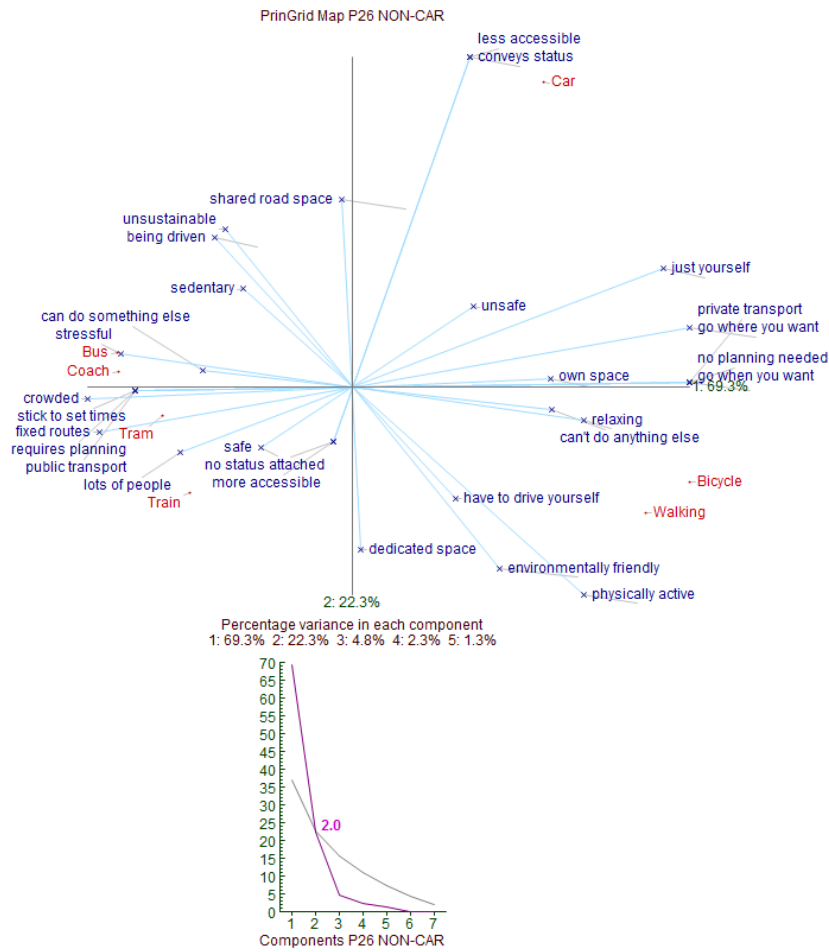 PrinGrid Map P26 NON-CAR
less accessible
conveys status
Car
shared road space
unsustainable
being driven
just yourself
sedentary
unsafe
private transport
go where you want
can do something else
stressful
Bus
Coach
no planning needed
go when you want
own space
1: 69.3%
crowded
stick to set times
fixed routes
Tram
requires planning
public transport
relaxing
can't do anything else
safe
no status attached
more accessible
lots of people
Train
Bicycle
have to drive yourself
Walking
dedicated space
environmentally friendly
physically active
2: 22.3%
Percentage variance in each component
1: 69.3% 2: 22.3% 3: 4.8% 4: 2.3% 5: 1.3%
70
65
60
55
50
45
40
35
30
25
2.0
20
15
10
5
0
1 2 3 4 5 6 7
Components P26 NON-CAR